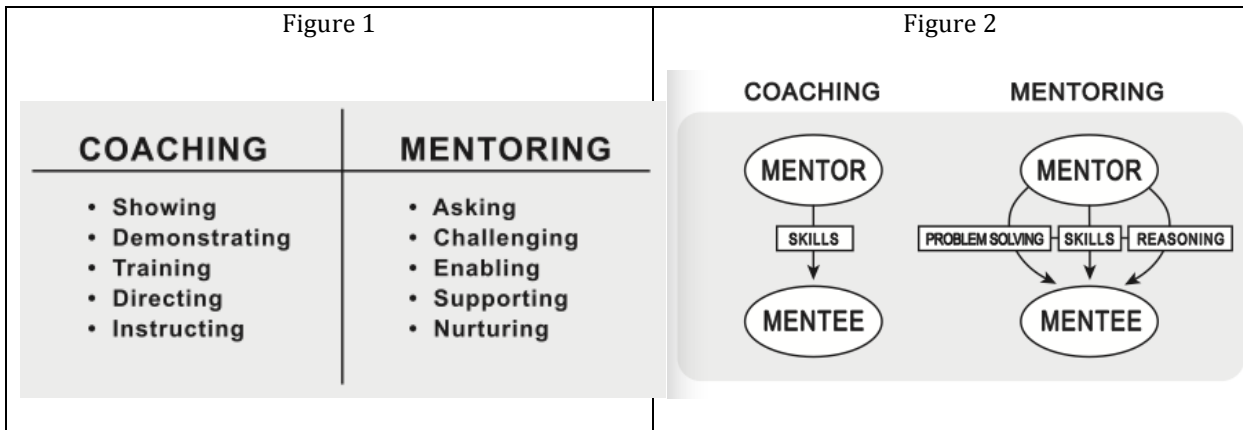 Figure 1
COACHING MENTORING
• Showing
• Demonstrating
• Training
• Directing
• Instructing
• Asking
• Challenging
• Enabling
• Supporting
• Nurturing
Figure 2
COACHING MENTORING
MENTOR
SKILLS
MENTEE
MENTOR
PROBLEM SOLVING SKILLS REASONING
MENTEE